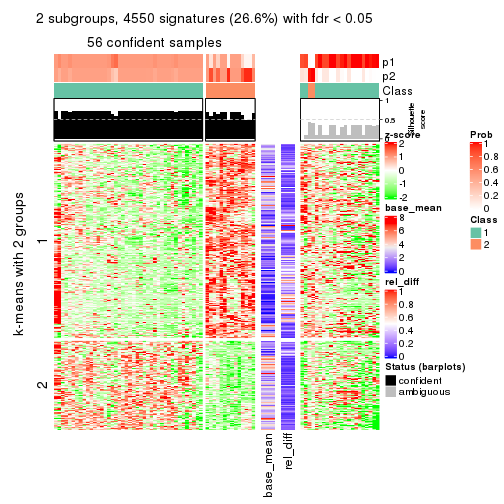 2 subgroups, 4550 signatures (26.6%) with fdr < 0.05
56 confident samples
p1
p2
Class
1
0.5
0
Silhouette
score
k-means with 2 groups
1
2
base_mean
rel_diff
z-score
2
1
0
-1
-2
base_mean
8
6
4
2
0
rel_diff
1
0.8
0.6
0.4
0.2
0
Status (barplots)
confident
ambiguous
Prob
1
0.8
0.6
0.4
0.2
0
Class
1
2